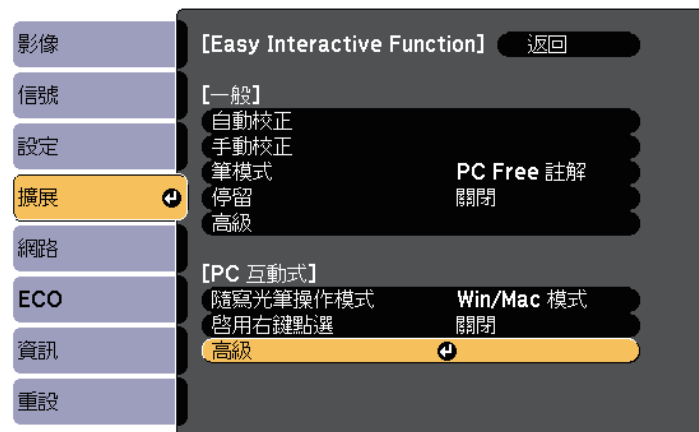 影像
信號
設定
擴展
網路
ECO
資訊
重設
[Easy Interactive Function] 返回
[一般]
自動校正
手動校正
筆模式 PC Free 註解
停留 關閉
高級
[PC 互動式]
隨寫光筆操作模式 Win/Mac 模式
啓用右鍵點選 關閉
高級